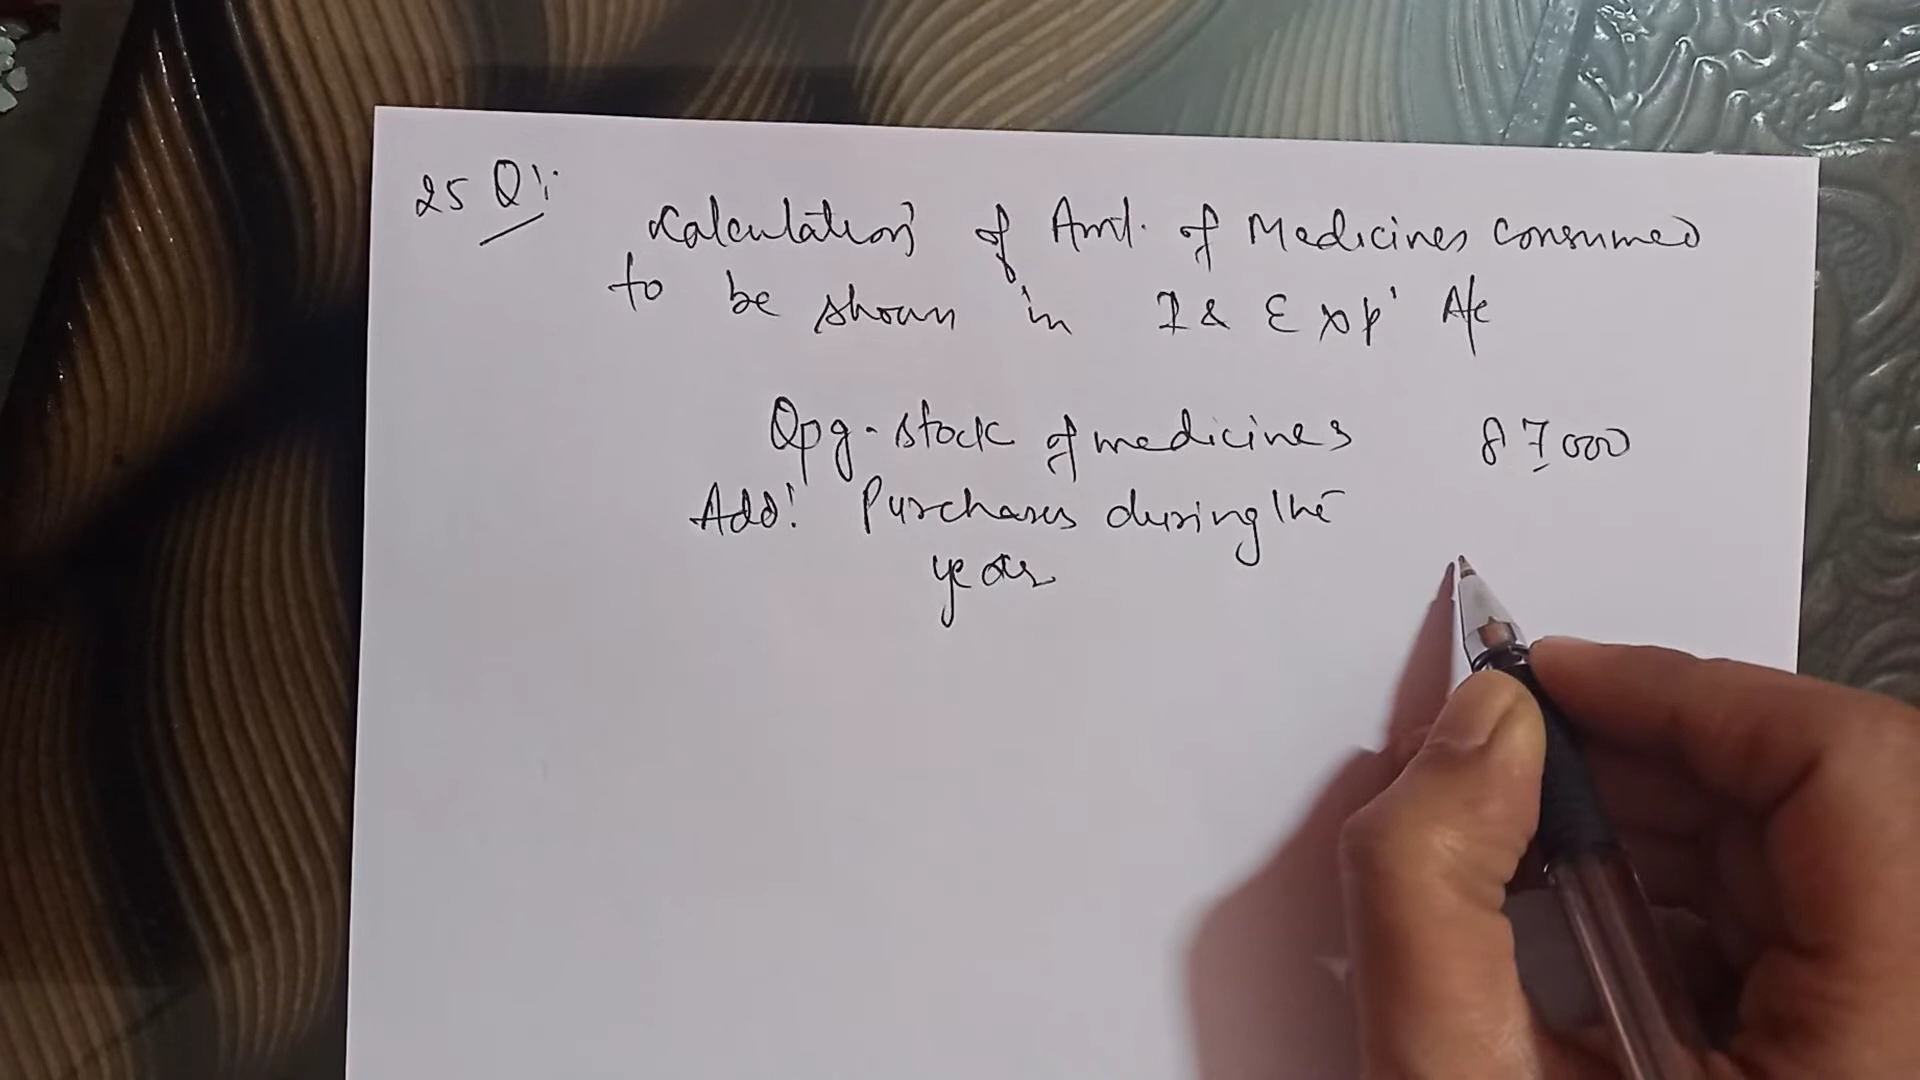 25 Q1:
Calculation of Amt. of Medicines consumed
to be shown in I & Exp' A/c
Opg. stock of medicines 87000
Add: Purchases during the
year